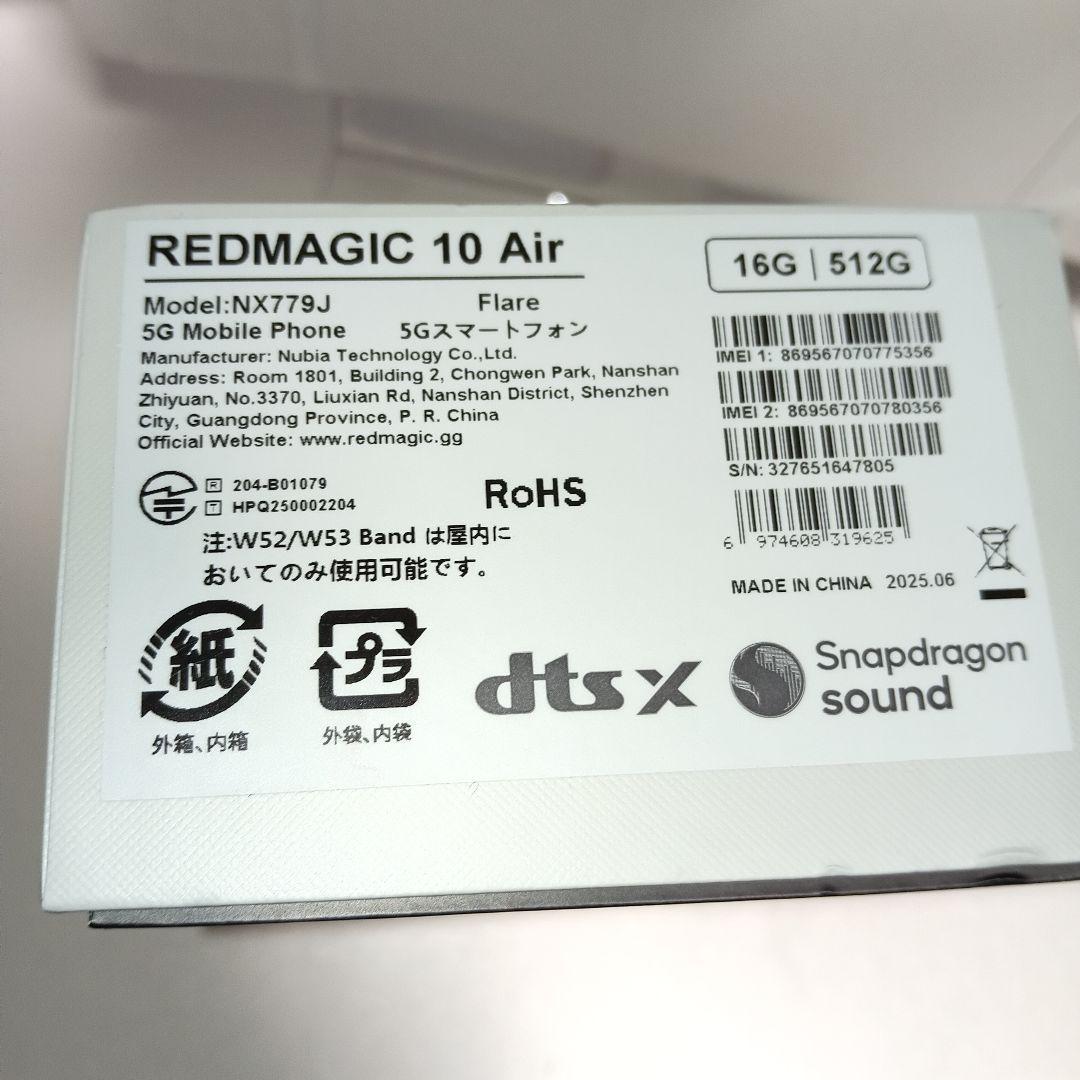 REDMAGIC 10 Air
16G | 512G
Model:NX779J Flare
5G Mobile Phone 5Gスマートフォン
Manufacturer: Nubia Technology Co.,Ltd.
Address: Room 1801, Building 2, Chongwen Park, Nanshan
Zhiyuan, No.3370, Liuxian Rd, Nanshan District, Shenzhen
City, Guangdong Province, P. R. China
Official Website: www.redmagic.gg
IMEI 1: 869567070775356
IMEI 2: 869567070780356
S/N: 327651647805
6 974608 319625
MADE IN CHINA 2025.06
R 204-B01079
T HPQ250002204
RoHS
注:W52/W53 Band は屋内に
おいてのみ使用可能です。
紙
外箱、内箱
プラ
外袋、内袋
dts X
Snapdragon
sound